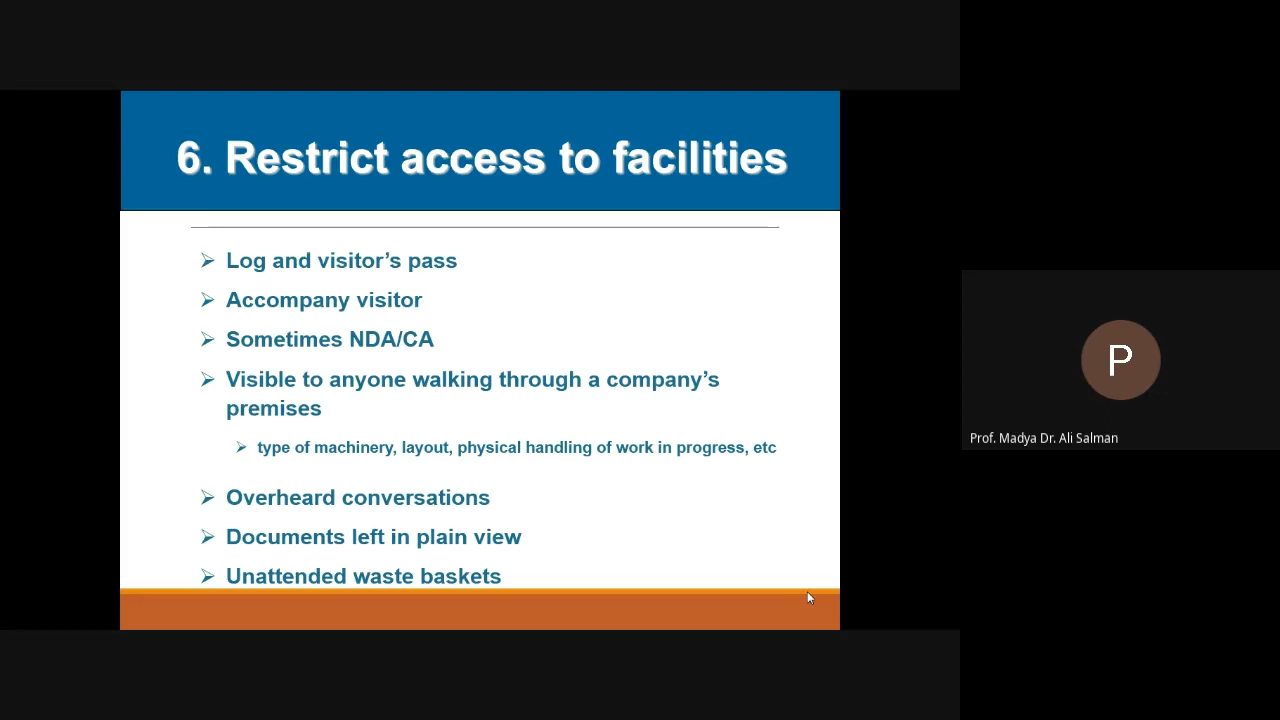 6. Restrict access to facilities
Log and visitor’s pass
Accompany visitor
Sometimes NDA/CA
Visible to anyone walking through a company’s
premises
type of machinery, layout, physical handling of work in progress, etc
Overheard conversations
Documents left in plain view
Unattended waste baskets
P
Prof. Madya Dr. Ali Salman